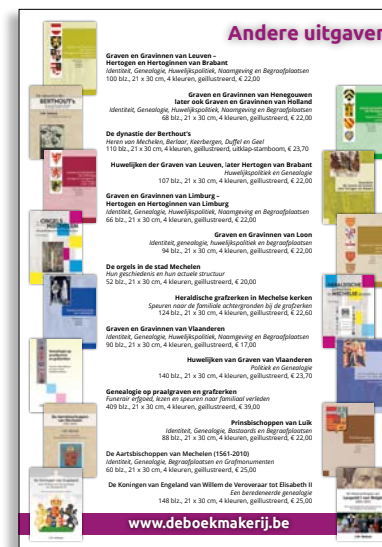 Andere uitgaven
Graven en Gravinnen van Leuven –
Hertogen en Hertoginnen van Brabant
Identiteit, Genealogie, Huwelijkspolitiek, Naamgeving en Begraafplaatsen
100 blz., 21 x 30 cm, 4 kleuren, geïllustreerd, € 22,00
Graven en Gravinnen van Henegouwen
later ook Graven en Gravinnen van Holland
Identiteit, Genealogie, Huwelijkspolitiek, Naamgeving en Begraafplaatsen
68 blz., 21 x 30 cm, 4 kleuren, geïllustreerd, € 22,00
De dynastie der Berthout's
Heren van Mechelen, Berlaar, Keerbergen, Duffel en Geel
110 blz., 21 x 30 cm, 4 kleuren, geïllustreerd, uitklap-stamboom, € 23,70
Huwelijken der Graven van Leuven, later Hertogen van Brabant
Huwelijkspolitiek en Genealogie
107 blz., 21 x 30 cm, 4 kleuren, geïllustreerd, € 22,00
Graven en Gravinnen van Limburg –
Hertogen en Hertoginnen van Limburg
Identiteit, Genealogie, Huwelijkspolitiek, Naamgeving en Begraafplaatsen
66 blz., 21 x 30 cm, 4 kleuren, geïllustreerd, € 22,00
Graven en Gravinnen van Loon
Identiteit, genealogie, huwelijkspolitiek, naamgeving en begraafplaatsen
94 blz., 21 x 30 cm, 4 kleuren, geïllustreerd, € 22,00
De orgels in de stad Mechelen
Hun geschiedenis en hun actuele structuur
52 blz., 21 x 30 cm, 4 kleuren, geïllustreerd, € 20,00
Heraldische grafzerken in Mechelse kerken
Speuren naar de familiale achtergronden bij de grafzerken
124 blz., 21 x 30 cm, 4 kleuren, geïllustreerd, € 22,60
Graven en Gravinnen van Vlaanderen
Identiteit, Genealogie, Huwelijkspolitiek, Naamgeving en Begraafplaatsen
90 blz., 21 x 30 cm, 4 kleuren, geïllustreerd, € 17,00
Huwelijken van Graven van Vlaanderen
Politiek en Genealogie
140 blz., 21 x 30 cm, 4 kleuren, geïllustreerd, € 23,70
Genealogie op praalgraven en grafzerken
Funerair erfgoed, lezen en speuren naar familiaal verleden
409 blz., 21 x 30 cm, 4 kleuren, geïllustreerd, € 39,00
Prinsbisschoppen van Luik
Identiteit, Genealogie, Bastaards en Begraafplaatsen
88 blz., 21 x 30 cm, 4 kleuren, geïllustreerd, € 22,00
De Aartsbisschoppen van Mechelen (1561-2010)
Identiteit, Genealogie, Begraafplaatsen en Grafmonumenten
60 blz., 21 x 30 cm, 4 kleuren, geïllustreerd, € 25,00
De Koningen van Engeland van Willem de Veroveraar tot Elisabeth II
Een beredeneerde genealogie
148 blz., 21 x 30 cm, 4 kleuren, geïllustreerd, € 25,00
www.deboekmakerij.be
BERTHOUT's
ORGELS
MECHELEN
HERALDISCHE